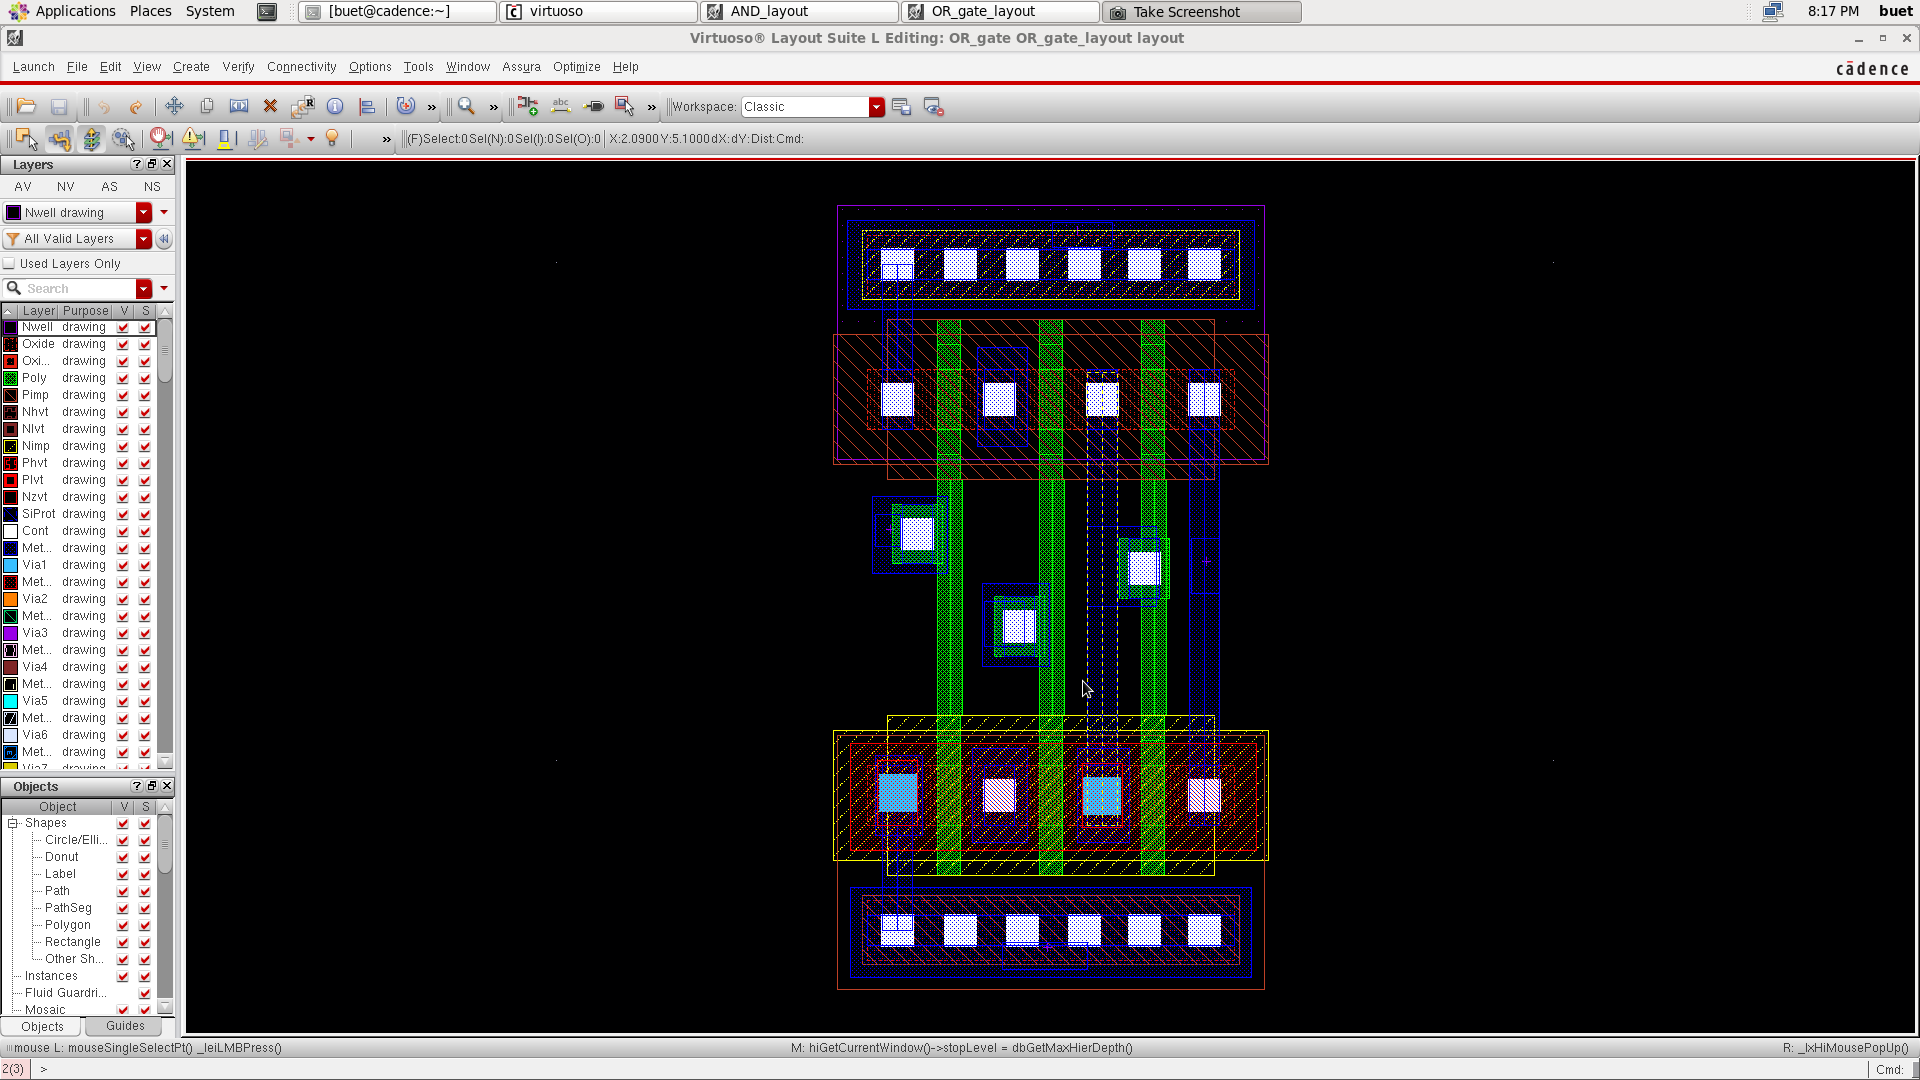 Applications Places System [buet@cadence:~] virtuoso AND_layout OR_gate_layout Take Screenshot 8:17 PM buet
Virtuoso® Layout Suite L Editing: OR_gate OR_gate_layout layout
Launch File Edit View Create Verify Connectivity Options Tools Window Assura Optimize Help cādence
» » » Workspace: Classic
» (F)Select:0 Sel(N):0 Sel(I):0 Sel(O):0 X:2.0900 Y:5.1000 dX: dY: Dist: Cmd:
Layers
AV NV AS NS
Nwell drawing
All Valid Layers
Used Layers Only
Search
Layer Purpose V S
Nwell drawing
Oxide drawing
Oxi... drawing
Poly drawing
Pimp drawing
Nhvt drawing
Nlvt drawing
Nimp drawing
Phvt drawing
Plvt drawing
Nzvt drawing
SiProt drawing
Cont drawing
Met... drawing
Via1 drawing
Met... drawing
Via2 drawing
Met... drawing
Via3 drawing
Met... drawing
Via4 drawing
Met... drawing
Via5 drawing
Met... drawing
Via6 drawing
Met... drawing
Via7 drawing
Objects
Object V S
Shapes
Circle/Elli...
Donut
Label
Path
PathSeg
Polygon
Rectangle
Other Sh...
Instances
Fluid Guardri...
Mosaic
Objects Guides
mouse L: mouseSingleSelectPt() _leiLMBPress() M: hiGetCurrentWindow()->stopLevel = dbGetMaxHierDepth() R: _lxHiMousePopUp()
2(3) > Cmd: